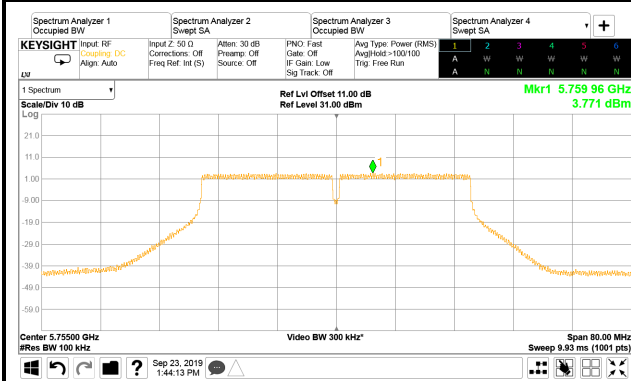 Spectrum Analyzer 1
Occupied BW
Spectrum Analyzer 2
Swept SA
Spectrum Analyzer 3
Occupied BW
Spectrum Analyzer 4
Swept SA
KEYSIGHT
Input: RF
Coupling: DC
Align: Auto
Input Z: 50 Ω
Corrections: Off
Freq Ref: Int (S)
Atten: 30 dB
Preamp: Off
Source: Off
PNO: Fast
Gate: Off
IF Gain: Low
Sig Track: Off
Avg Type: Power (RMS)
Avg|Hold:>100/100
Trig: Free Run
1 2 3 4 5 6
A W W W W W
A N N N N N
LXI
1 Spectrum
Scale/Div 10 dB
Ref Lvl Offset 11.00 dB
Ref Level 31.00 dBm
Mkr1 5.759 96 GHz
3.771 dBm
Log
21.0
11.0
1
1.00
-9.00
-19.0
-29.0
-39.0
-49.0
-59.0
Center 5.75500 GHz
#Res BW 100 kHz
Video BW 300 kHz*
Span 80.00 MHz
Sweep 9.93 ms (1001 pts)
?
Sep 23, 2019
1:44:13 PM